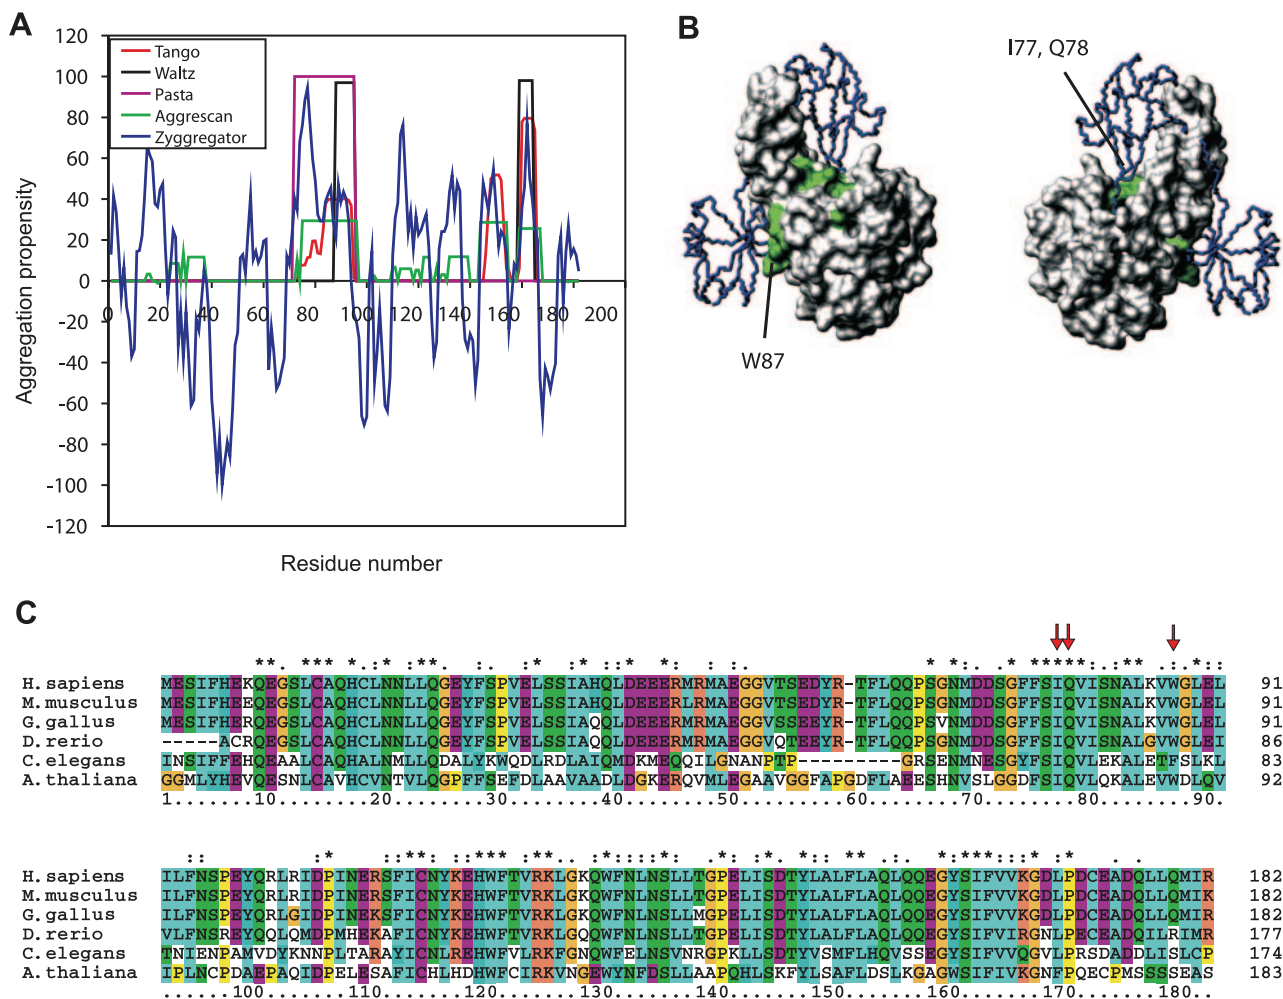 A
120
100
80
60
40
20
0
-20
-40
-60
-80
-100
-120
Tango
Waltz
Pasta
Aggrescan
Zyggregator
0 20 40 60 80 100 120 140 160 180 200
Aggregation propensity
Residue number
B
I77, Q78
W87
C
**. *** * .* :.** :. .* :* :.* *: .: :. * *:. .* *****:.:** .:.*::
H.sapiens MESIFHEKQEGSLCAQHCLNNLLQGEYFSPVELSSIAHQLDEEERMRMAEGGVTSEDYR-TFLQQPSGNMDDSGFFSIQVISNALKVWGLEL 91
M.musculus MESIFHEEQEGSLCAQHCLNNLLQGEYFSPVELSSIAHQLDEEERLRMAEGGVTSEDYR-TFLQQPSGNMDDSGFFSIQVISNALKVWGLEL 91
G.gallus MESIFHERQEGSLCAQHCLNNLLQGEYFSPVELSSIAQQLDEEERMRMAEGGVSSEEYR-TFLQQPSVNMDDSGFFSIQVISNALKVWGLEL 91
D.rerio -----ACRQEGSLCAQHCLNNLLQGEYFSPVELSSIAQQLDEEERMRMAEGGVQTEEYR-TFLQQPSGNMDDSGFFSIQVISNALGVWGLEI 86
C.elegans INSIFFEHQEAALCAQHALNMLLQDALYKWQDLRDLAIQMDKMEQQILGNANPTP---------GRSENMNESGYFSIQVLQKALETFSLKL 83
A.thaliana GGMLYHEVQESNLCAVHCVNTVLQGPFFSEFDLAAVAADLDGKERQVMLEGAAVGGFAPGDFLAEESHNVSLGGDFSIQVLQKALEVWDLQV 92
1.......10........20........30........40........50........60........70........80........90..
:: :* . ::**: :: ***: **:.. *::*::*:. .*: ::* *:.** : :.****::.*:* . .
H.sapiens ILFNSPEYQRLRIDPINERSFICNYKEHWFTVRKLGKQWFNLNSLLTGPELISDTYLALFLAQLQQEGYSIFVVKGDLPDCEADQLLQMIR 182
M.musculus ILFNSPEYQRLRIDPINERSFICNYKEHWFTVRKLGKQWFNLNSLLTGPELISDTYLALFLAQLQQEGYSIFVVKGDLPDCEADQLLQMIR 182
G.gallus ILFNSPEYQRLGIDPINEKSFICNYKEHWFTVRKLGKQWFNLNSLLMGPELISDTYLALFLAQLQQEGYSIFVVKGDLPDCEADQLLQMIR 182
D.rerio VLFNSREYQQLQMDPMHEKAFICNYKEHWFTVRKLGQQWFNLNSLLTGPELISDTYLALFLAQLQQEGYSIFVIRGNLPECEADQILRIMR 177
C.elegans TNIENPAMVDYKNNPLTARAYICNLREHWFVLRKFGNQWFELNSVNRGPKLLSDTYVSMFLHQVSSEGYSIFVVQGVLPRSDADDLISLCP 174
A.thaliana IPLNCPDAEPAQIDPELESAFICHLHDHWFCIRKVNGEWYNFDSLLAAPQHLSKFYLSAFLDSLKGAGWSIFIVKGNFPQECPMSSSSEAS 183
.......100.......110.......120.......130.......140.......150.......160.......170.......180...